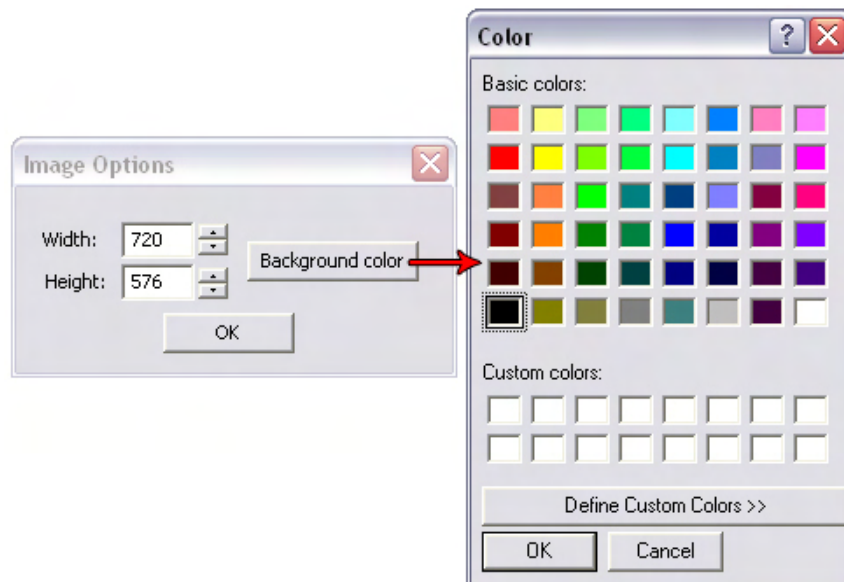 Image Options
Width: 720
Height: 576
Background color
OK
Color
?
Basic colors:
Custom colors:
Define Custom Colors >>
OK Cancel